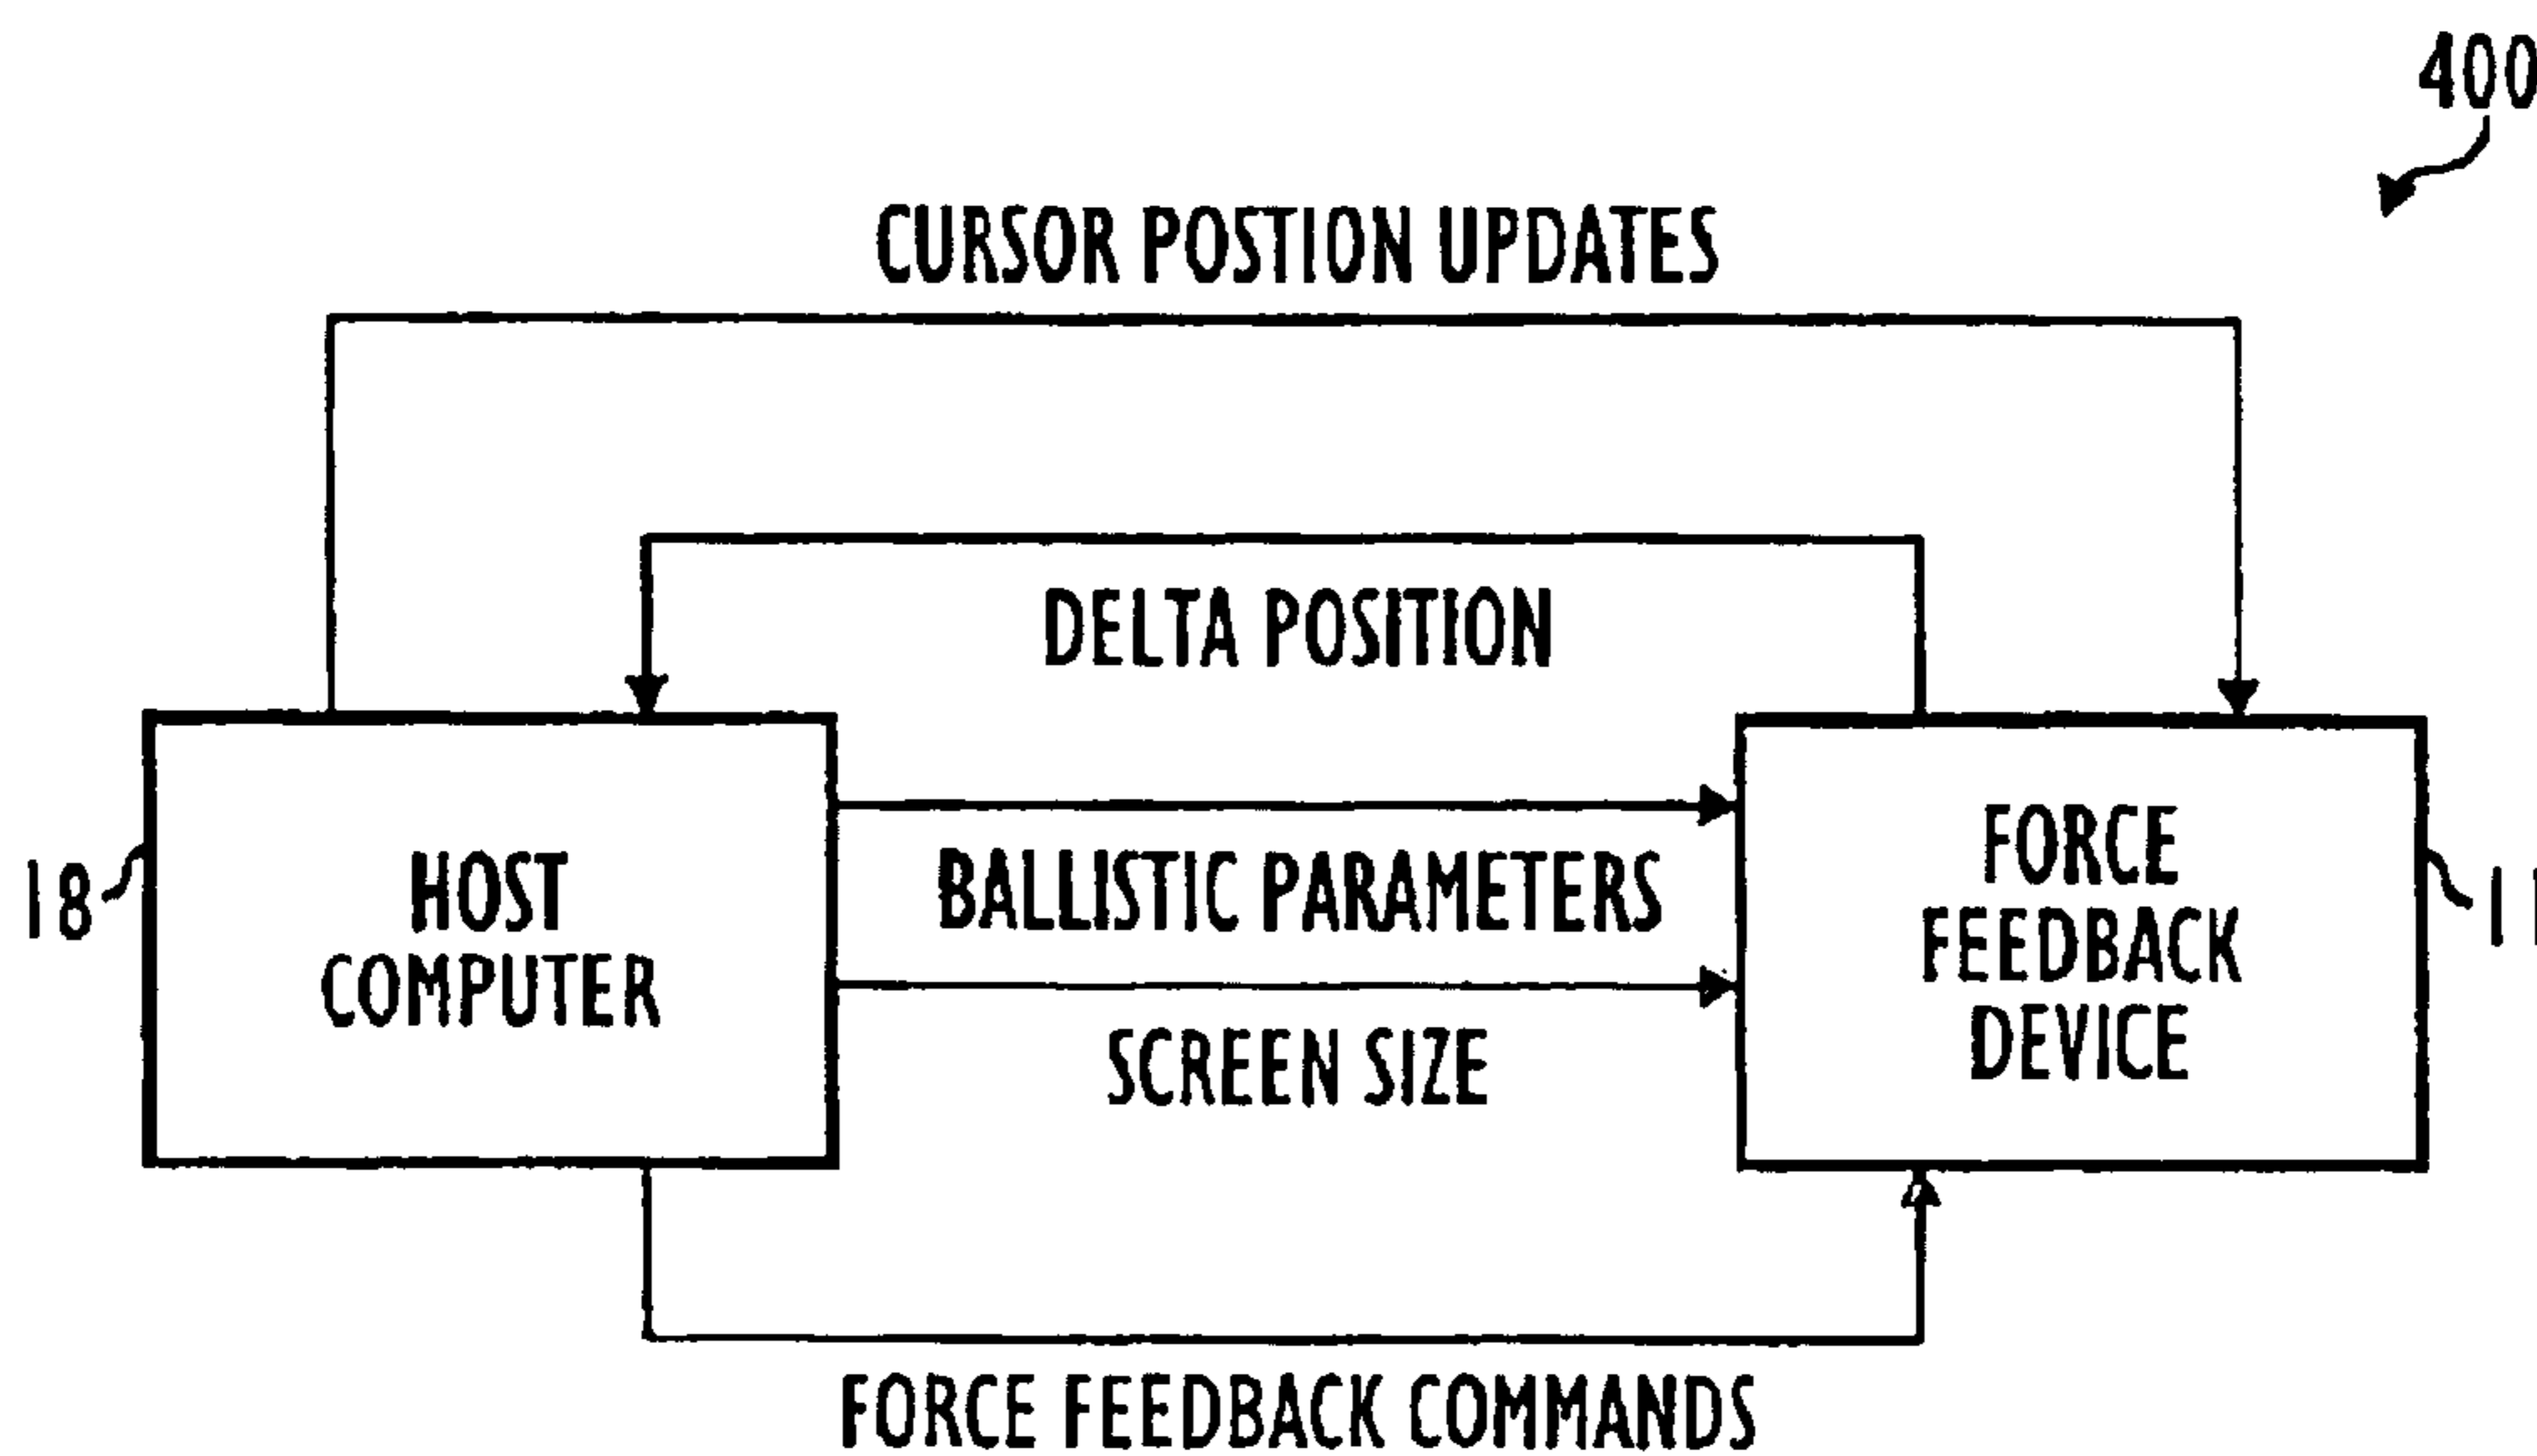 400
CURSOR POSTION UPDATES
DELTA POSITION
18
HOST
COMPUTER
BALLISTIC PARAMETERS
SCREEN SIZE
FORCE
FEEDBACK
DEVICE
11
FORCE FEEDBACK COMMANDS